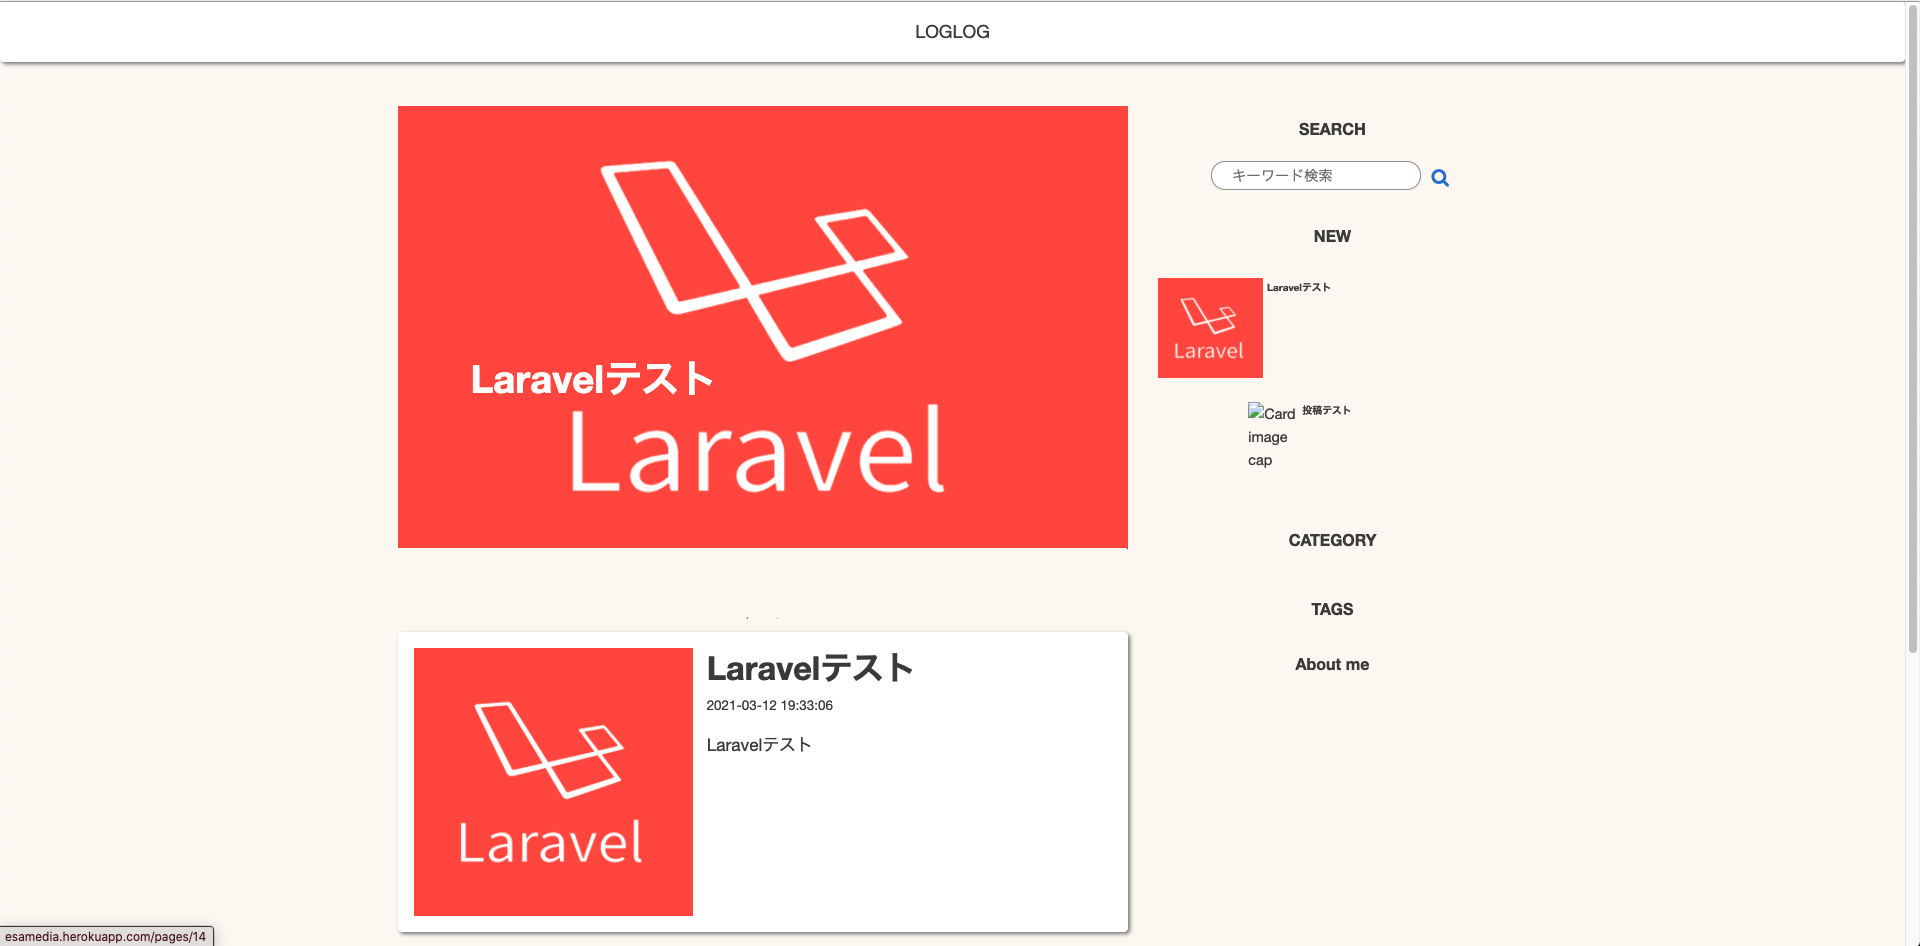 LOGLOG
Laravelテスト
Laravel
SEARCH
キーワード検索
NEW
Laravel
Laravelテスト
Card
image
cap
投稿テスト
CATEGORY
TAGS
About me
Laravel
Laravelテスト
2021-03-12 19:33:06
Laravelテスト
esamedia.herokuapp.com/pages/14